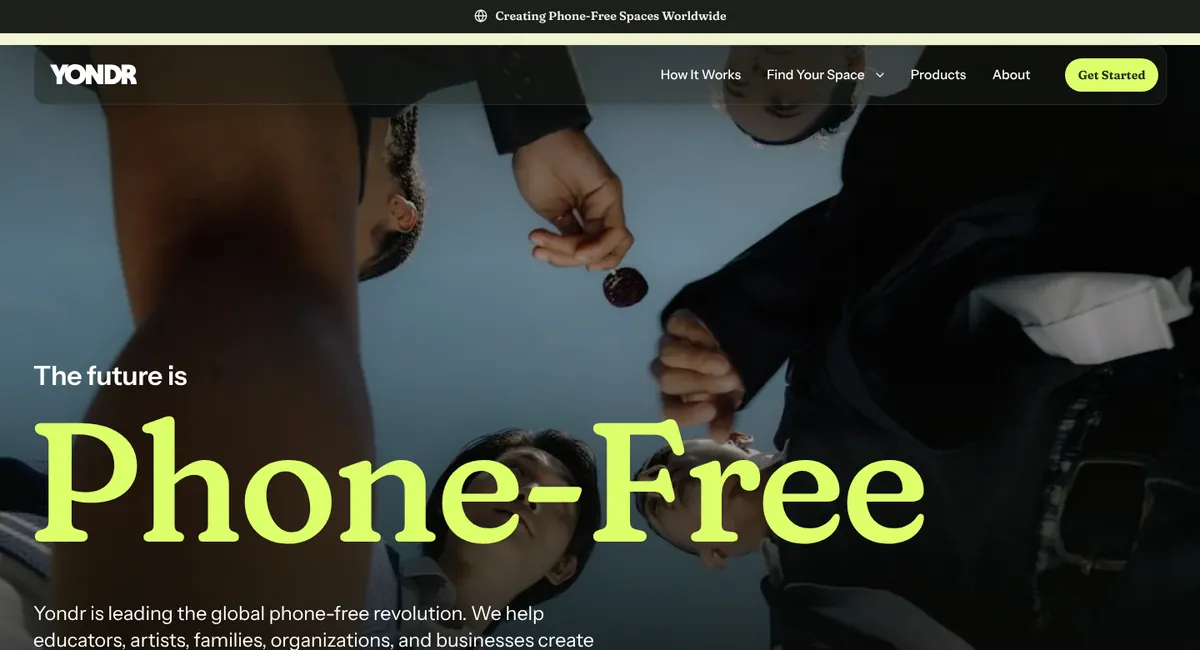 Creating Phone-Free Spaces Worldwide
YONDR
How It Works
Find Your Space
Products
About
Get Started
The future is
Phone-Free
Yondr is leading the global phone-free revolution. We help
educators, artists, families, organizations, and businesses create